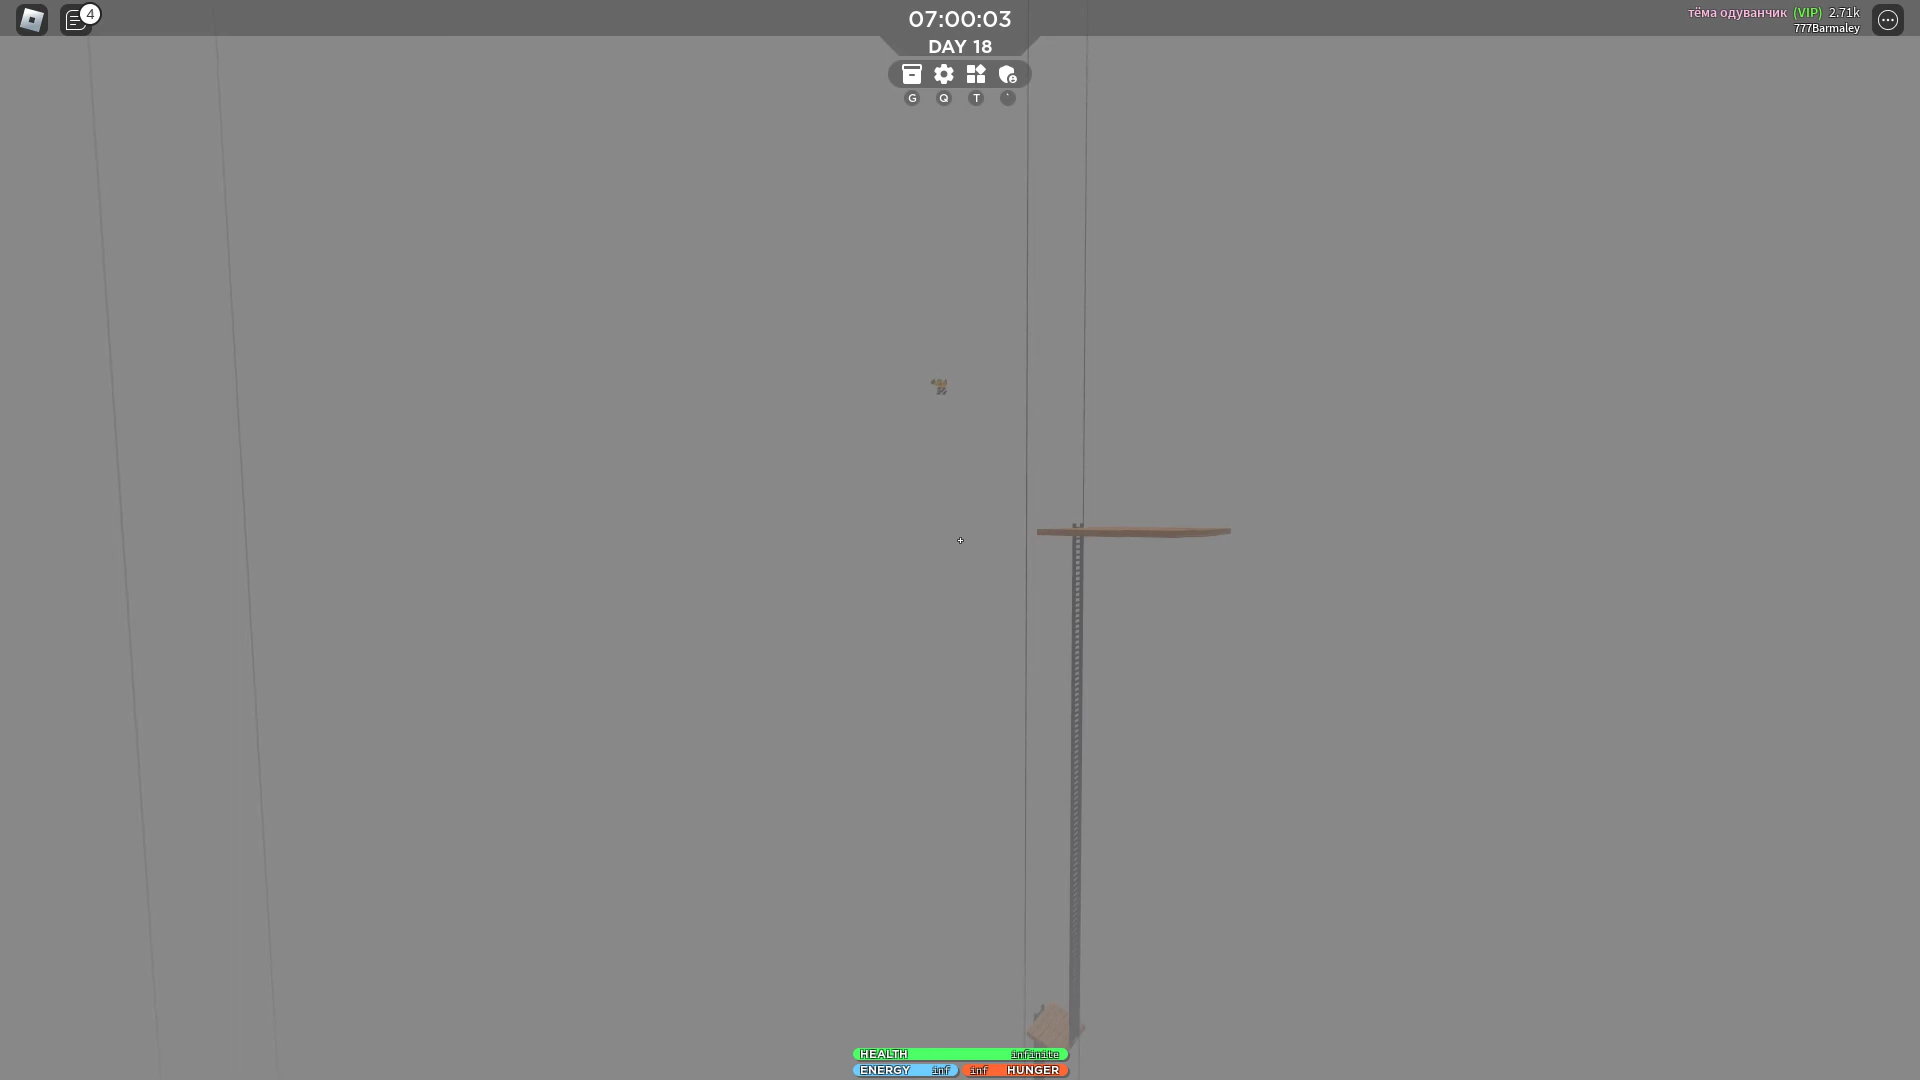 4
07:00:03
DAY 18
G Q T `
тёма одуванчик (VIP) 2.71k
777Barmaley
HEALTH infinite
ENERGY inf inf HUNGER